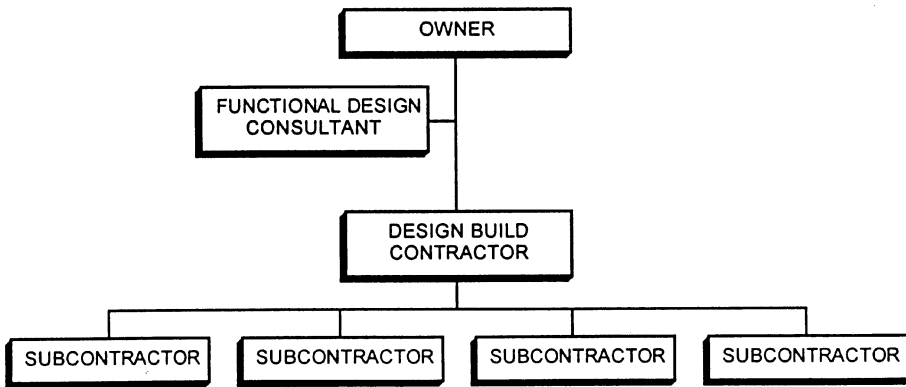 OWNER
FUNCTIONAL DESIGN
CONSULTANT
DESIGN BUILD
CONTRACTOR
SUBCONTRACTOR
SUBCONTRACTOR
SUBCONTRACTOR
SUBCONTRACTOR